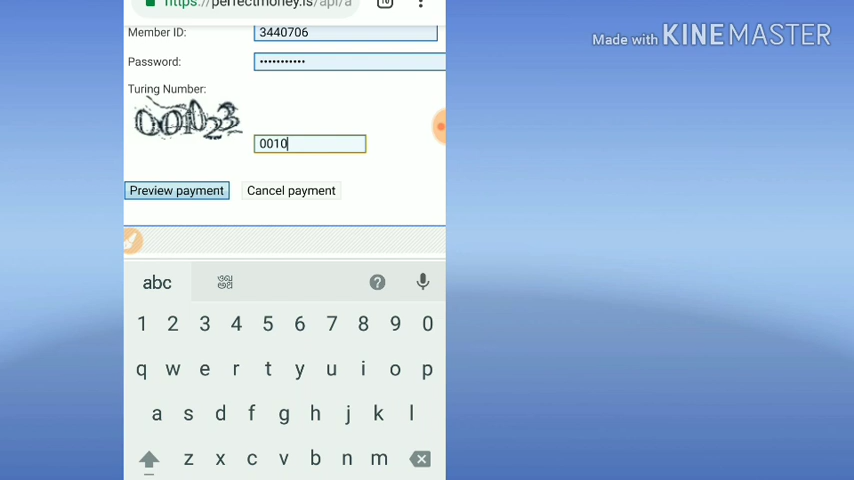 https://perfectmoney.is/api/a
Made with KINEMASTER
Member ID: 3440706
Password: •••••••••••
Turing Number:
0010
Preview payment Cancel payment
abc ?
1 2 3 4 5 6 7 8 9 0
q w e r t y u i o p
a s d f g h j k l
z x c v b n m